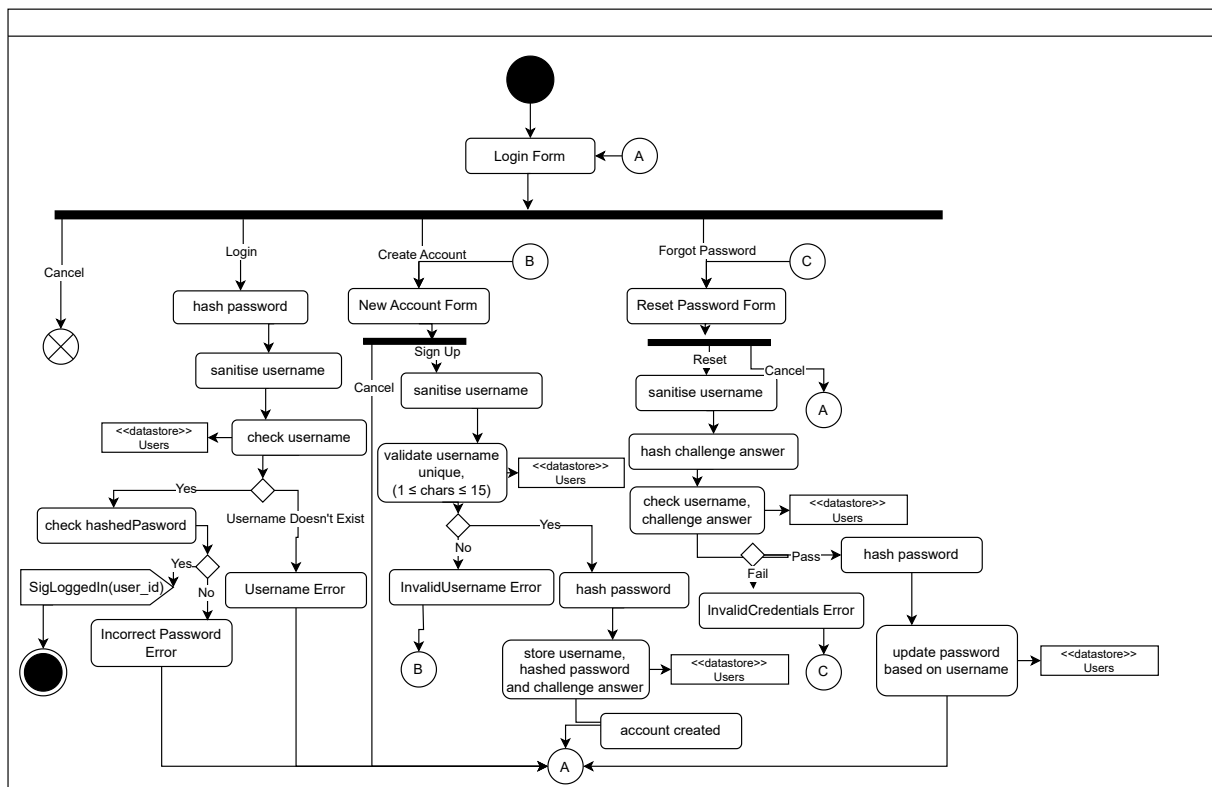 Login Form
A
Login
Create Account
B
Forgot Password
C
Cancel
hash password
New Account Form
Reset Password Form
Sign Up
Reset
Cancel
Cancel
sanitise username
sanitise username
sanitise username
A
<<datastore>>
Users
check username
validate username
unique,
(1 ≤ chars ≤ 15)
<<datastore>>
Users
hash challenge answer
Yes
Username Doesn't Exist
check username,
challenge answer
<<datastore>>
Users
check hashedPasword
Yes
No
Pass
hash password
Yes
No
Fail
SigLoggedIn(user_id)
Username Error
InvalidUsername Error
hash password
InvalidCredentials Error
Incorrect Password
Error
B
store username,
hashed password
and challenge answer
<<datastore>>
Users
C
update password
based on username
<<datastore>>
Users
account created
A